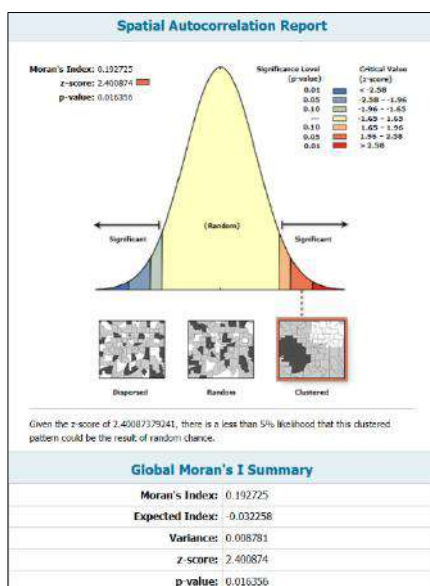 Spatial Autocorrelation Report
Moran's Index: 0.192725
z-score: 2.400874
p-value: 0.016356
Significance Level Critical Value
(p-value) (z-score)
0.01 < -2.58
0.05 -2.58 - -1.96
0.10 -1.96 - -1.65
--- -1.65 - 1.65
0.10 1.65 - 1.96
0.05 1.96 - 2.58
0.01 > 2.58
Significant (Random) Significant
Dispersed Random Clustered
Given the z-score of 2.40087379241, there is a less than 5% likelihood that this clustered
pattern could be the result of random chance.
Global Moran's I Summary
Moran's Index: 0.192725
Expected Index: -0.032258
Variance: 0.008781
z-score: 2.400874
p-value: 0.016356